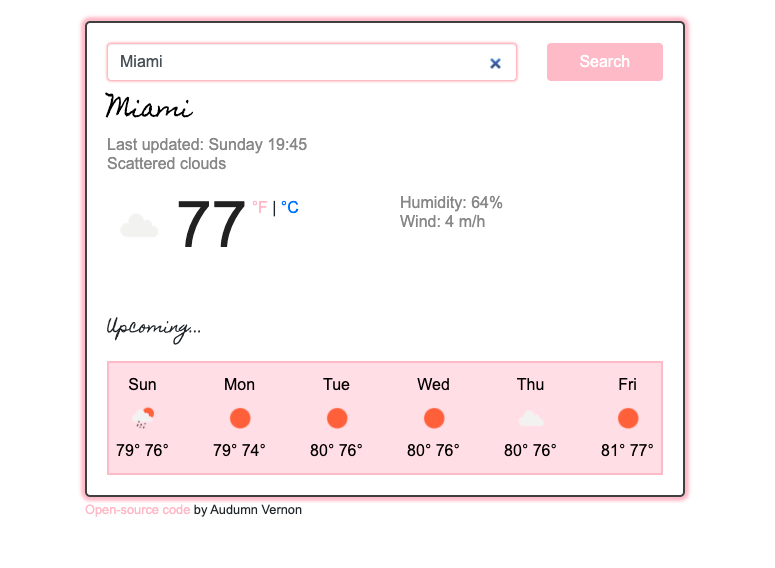 Miami
Search
Miami
Last updated: Sunday 19:45
Scattered clouds
77 °F | °C
Humidity: 64%
Wind: 4 m/h
Upcoming...
Sun Mon Tue Wed Thu Fri
79° 76° 79° 74° 80° 76° 80° 76° 80° 76° 81° 77°
Open-source code by Audumn Vernon